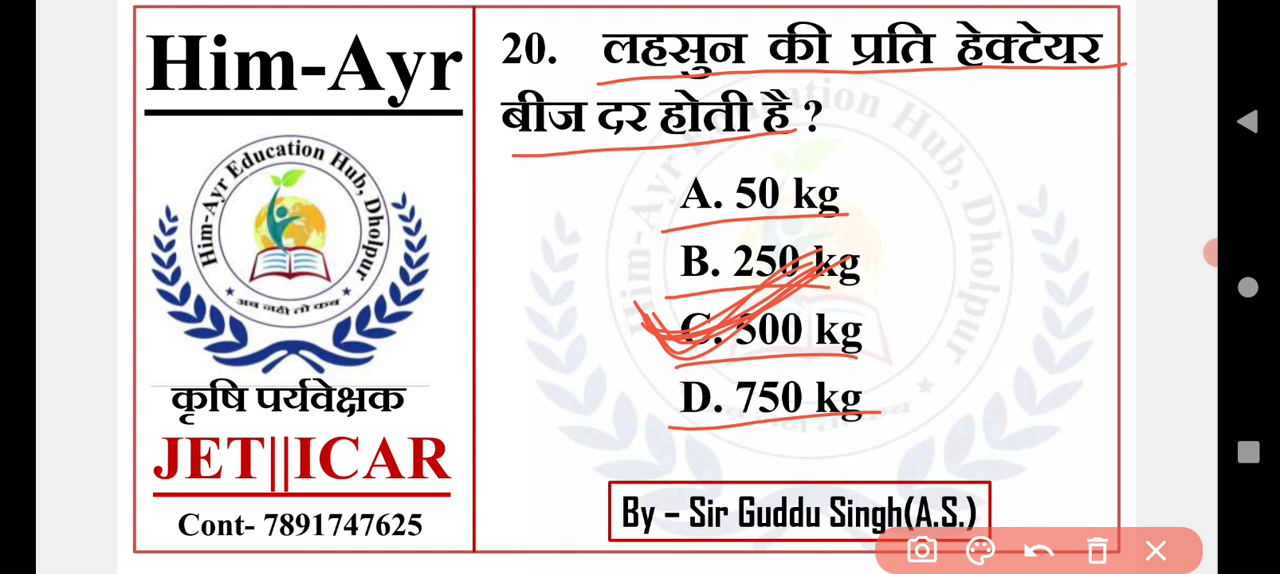 Him-Ayr
Him-Ayr Education Hub, Dholpur
अब नहीं तो कब
कृषि पर्यवेक्षक
JET||ICAR
Cont- 7891747625
20. लहसुन की प्रति हेक्टेयर
बीज दर होती है ?
A. 50 kg
B. 250 kg
C. 500 kg
D. 750 kg
By – Sir Guddu Singh(A.S.)